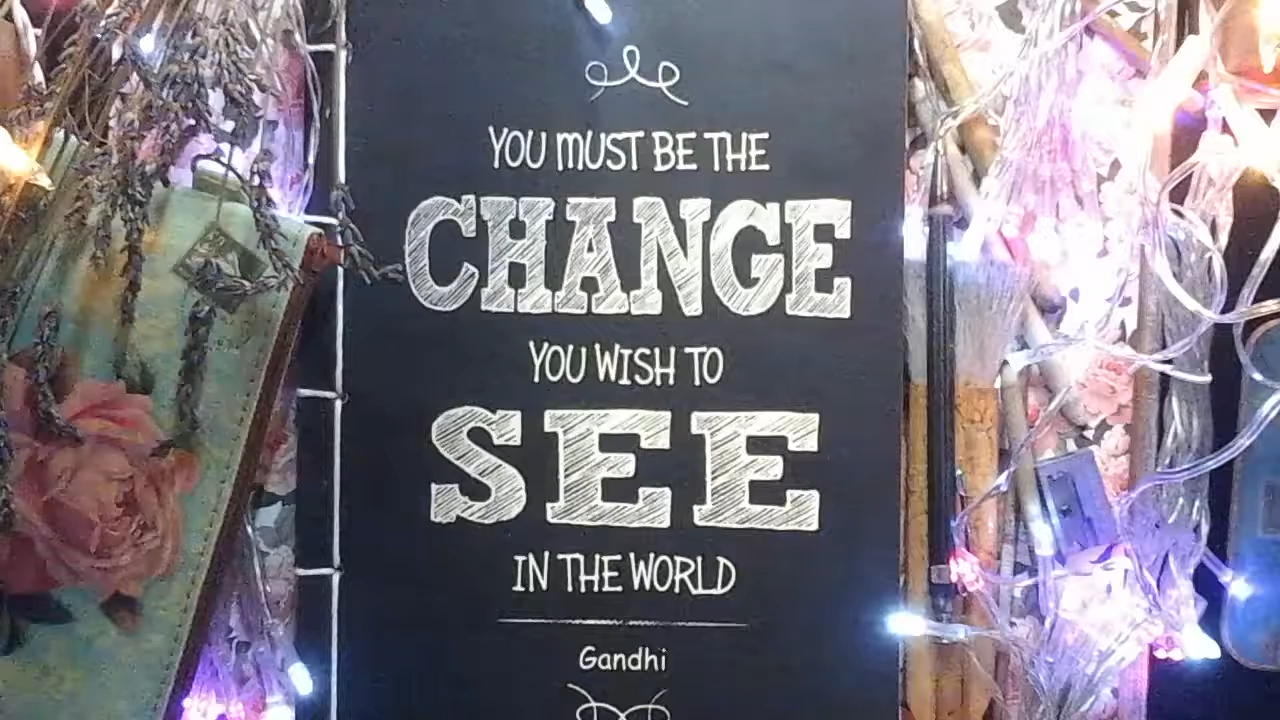 YOU MUST BE THE
CHANGE
YOU WISH TO
SEE
IN THE WORLD
Gandhi